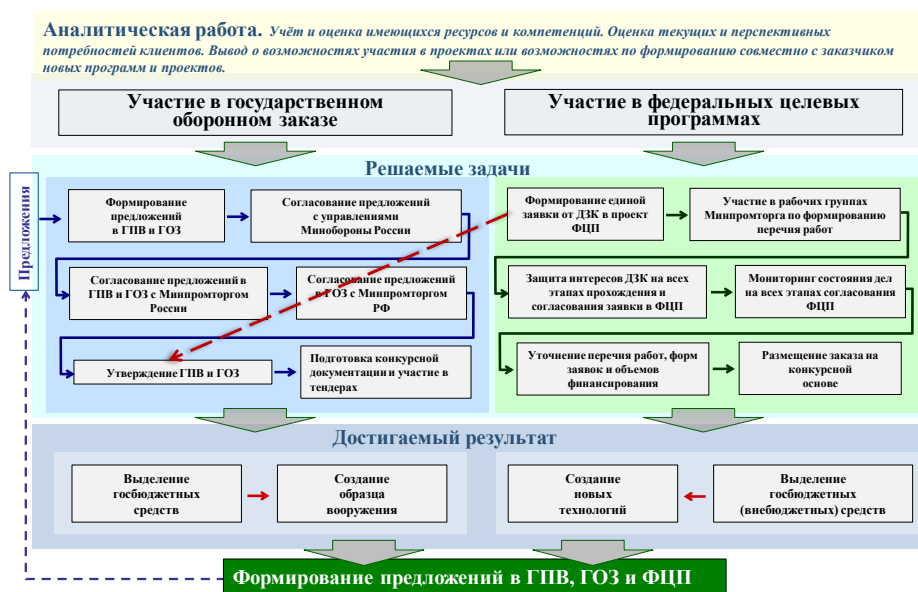 Аналитическая работа. Учёт и оценка имеющихся ресурсов и компетенций. Оценка текущих и перспективных
потребностей клиентов. Вывод о возможностях участия в проектах или возможностях по формированию совместно с заказчиком
новых программ и проектов.
Участие в государственном
оборонном заказе
Участие в федеральных целевых
программах
Решаемые задачи
Предложения
Формирование
предложений
в ГПВ и ГОЗ
Согласование предложений
с управлениями
Минобороны России
Формирование единой
заявки от ДЗК в проект
ФЦП
Участие в рабочих группах
Минпромторга по формированию
перечня работ
Согласование предложений в
ГПВ и ГОЗ с Минпромторгом
России
Согласование предложений
в ГОЗ с Минпромторгом
РФ
Защита интересов ДЗК на всех
этапах прохождения и
согласования заявки в ФЦП
Мониторинг состояния дел
на всех этапах согласования
ФЦП
Утверждение ГПВ и ГОЗ
Подготовка конкурсной
документации и участие в
тендерах
Уточнение перечня работ, форм
заявок и объемов
финансирования
Размещение заказа на
конкурсной
основе
Достигаемый результат
Выделение
госбюджетных
средств
Создание
образца
вооружения
Создание
новых
технологий
Выделение
госбюджетных
(внебюджетных) средств
Формирование предложений в ГПВ, ГОЗ и ФЦП